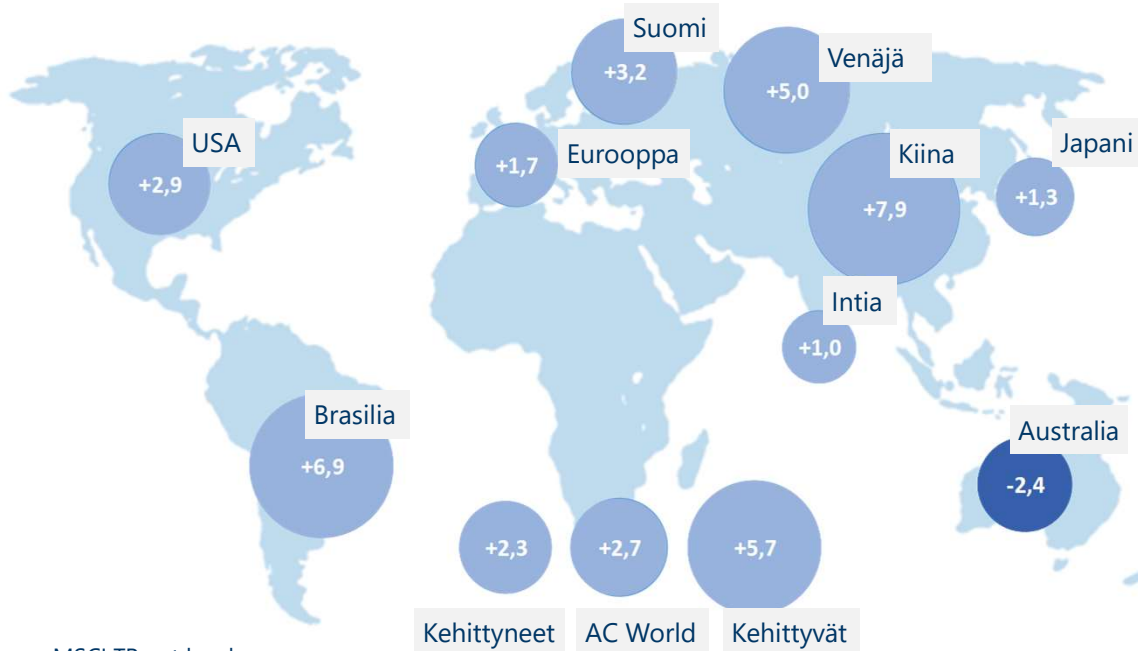 Suomi
+3,2
Venäjä
+5,0
USA
+2,9
Eurooppa
+1,7
Kiina
+7,9
Japani
+1,3
Intia
+1,0
Brasilia
+6,9
Australia
-2,4
+2,3
+2,7
+5,7
Kehittyneet
AC World
Kehittyvät